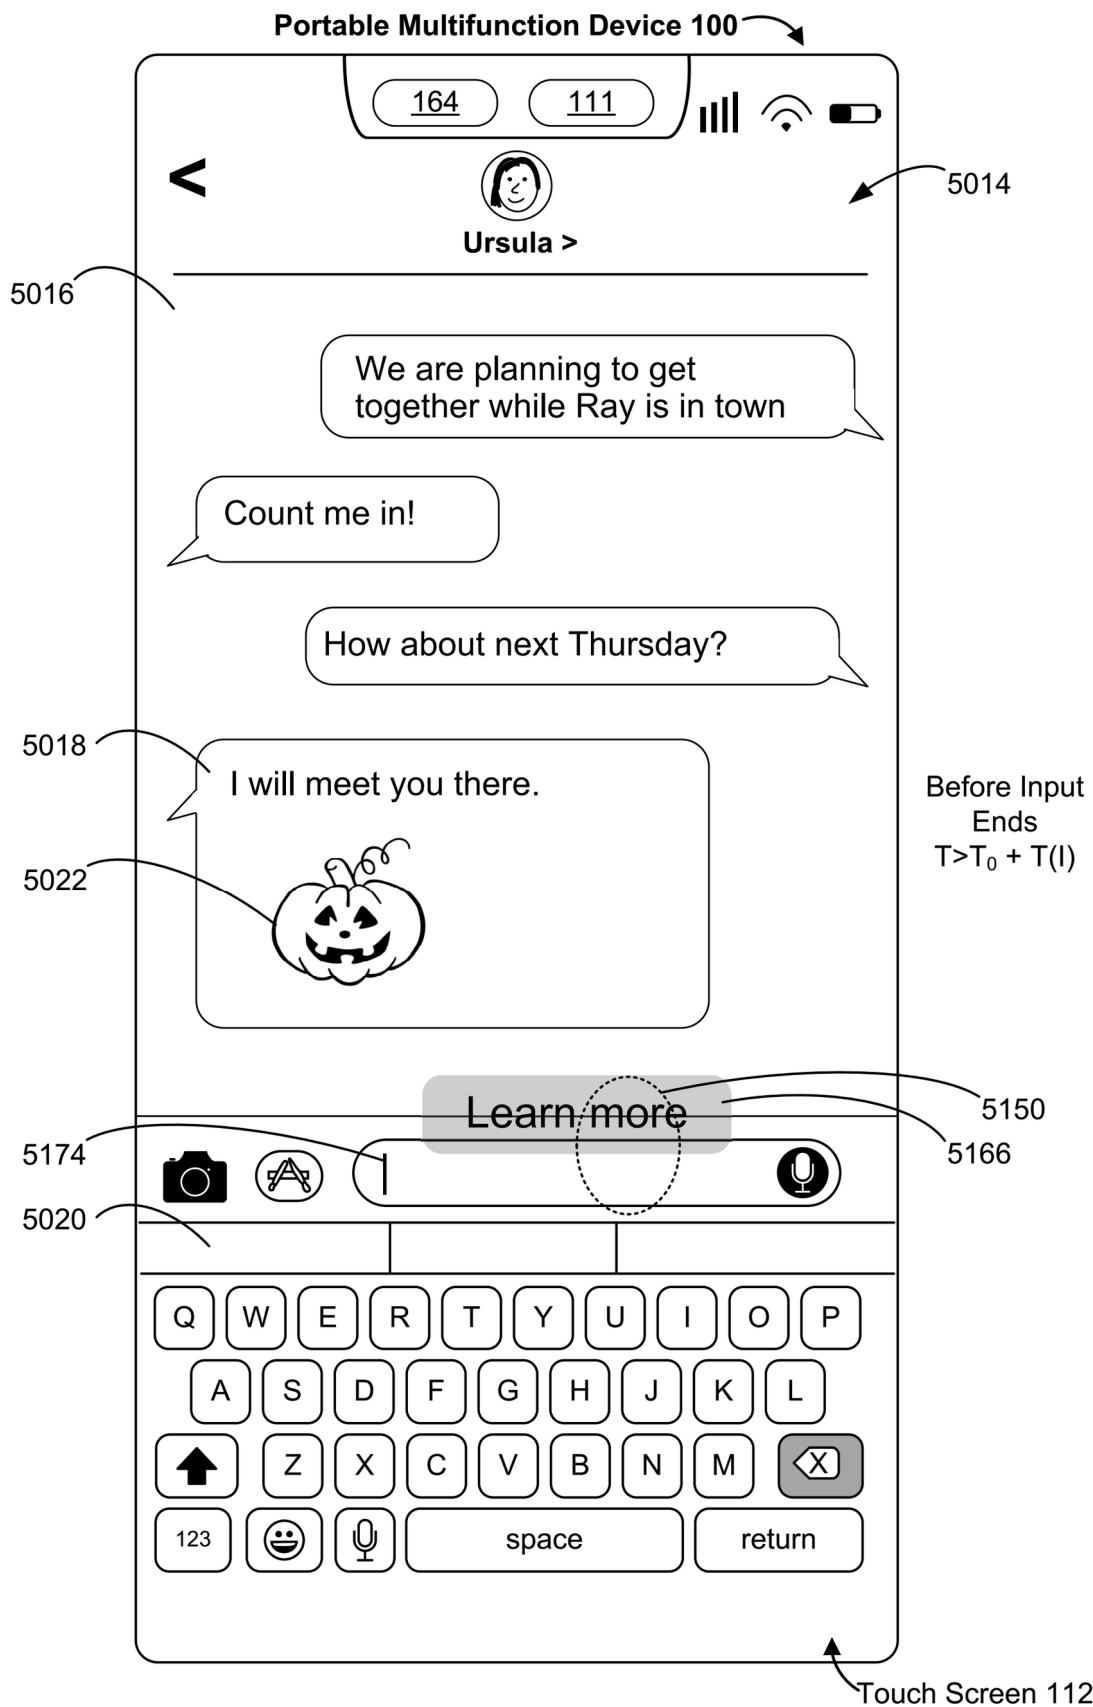 Portable Multifunction Device 100
164 111
<
5014
Ursula >
5016
We are planning to get
together while Ray is in town
Count me in!
How about next Thursday?
5018
I will meet you there.
Before Input
Ends
T>T₀ + T(I)
5022
Learn more
5150
5166
5174
5020
Q W E R T Y U I O P
A S D F G H J K L
Z X C V B N M X
123 space return
Touch Screen 112